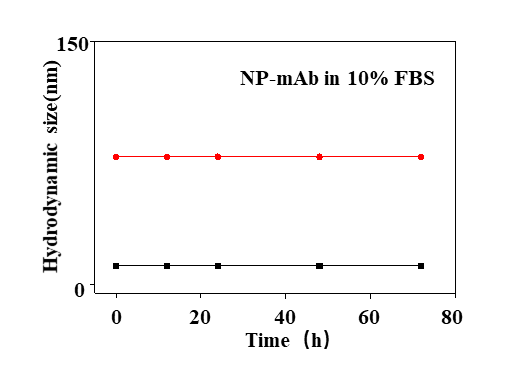 150
NP-mAb in 10% FBS
Hydrodynamic size(nm)
0
0 20 40 60 80
Time (h)